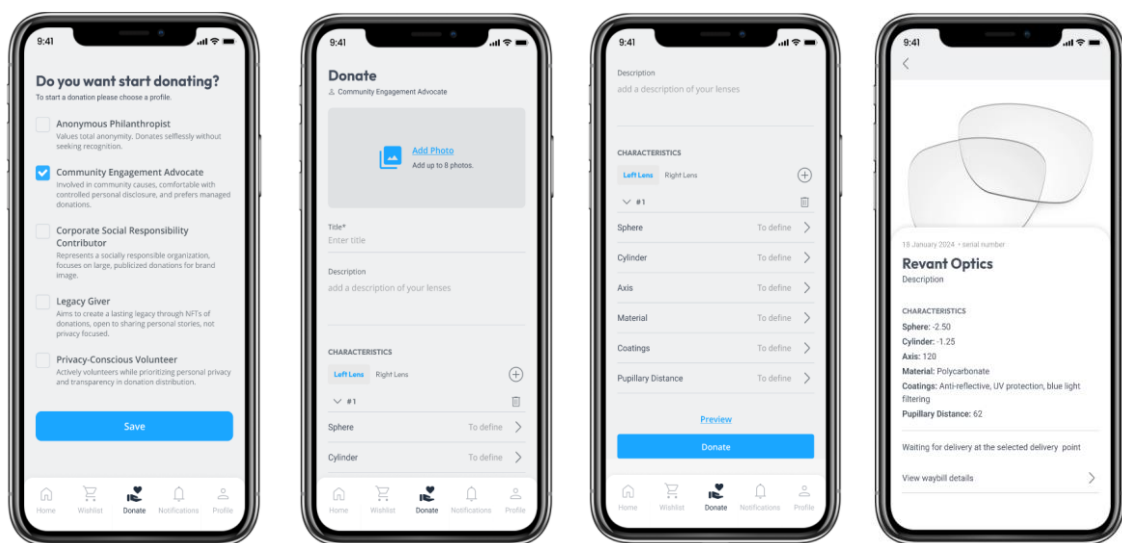 9:41
Do you want start donating?
To start a donation please choose a profile.
Anonymous Philanthropist
Values total anonymity. Donates selflessly without
seeking recognition.
Community Engagement Advocate
Involved in community causes, comfortable with
controlled personal disclosure, and prefers managed
donations.
Corporate Social Responsibility
Contributor
Represents a socially responsible organization,
focuses on large, publicized donations for brand
image.
Legacy Giver
Aims to create a lasting legacy through NFTs of
donations, open to sharing personal stories, not
privacy focused.
Privacy-Conscious Volunteer
Actively volunteers while prioritizing personal privacy
and transparency in donation distribution.
Save
Home Wishlist Donate Notifications Profile
9:41
Donate
Community Engagement Advocate
Add Photo
Add up to 8 photos.
Title*
Enter title
Description
add a description of your lenses
CHARACTERISTICS
Left Lens Right Lens
#1
Sphere To define
Cylinder To define
Home Wishlist Donate Notifications Profile
9:41
Description
add a description of your lenses
CHARACTERISTICS
Left Lens Right Lens
#1
Sphere To define
Cylinder To define
Axis To define
Material To define
Coatings To define
Pupillary Distance To define
Preview
Donate
Home Wishlist Donate Notifications Profile
9:41
18 January 2024 • serial number
Revant Optics
Description
CHARACTERISTICS
Sphere: -2.50
Cylinder: -1.25
Axis: 120
Material: Polycarbonate
Coatings: Anti-reflective, UV protection, blue light
filtering
Pupillary Distance: 62
Waiting for delivery at the selected delivery point
View waybill details